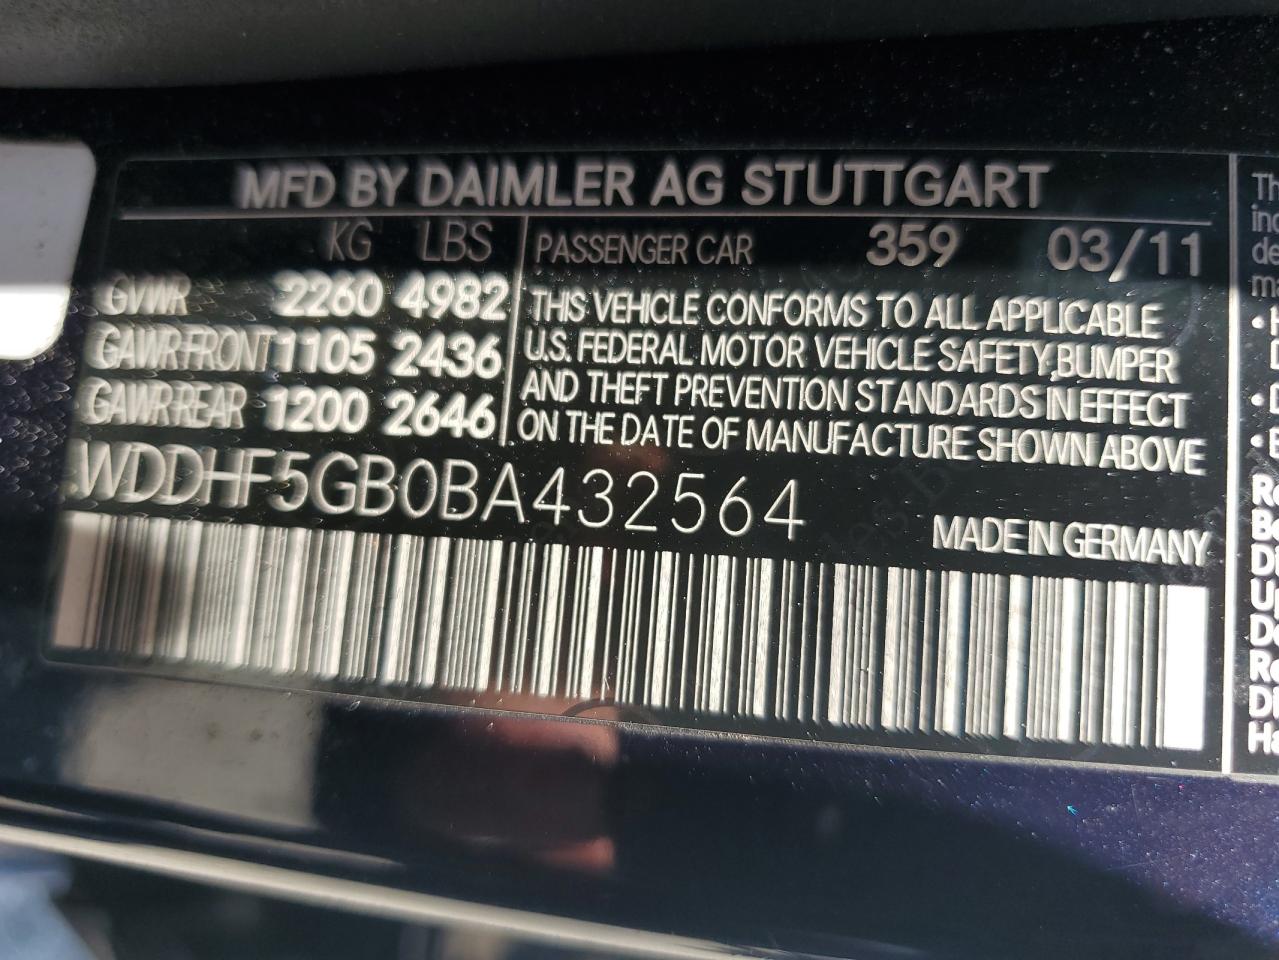 MFD BY DAIMLER AG STUTTGART
KG LBS
GVWR 2260 4982
GAWR FRONT 1105 2436
GAWR REAR 1200 2646
PASSENGER CAR 359 03/11
THIS VEHICLE CONFORMS TO ALL APPLICABLE
U.S. FEDERAL MOTOR VEHICLE SAFETY, BUMPER
AND THEFT PREVENTION STANDARDS IN EFFECT
ON THE DATE OF MANUFACTURE SHOWN ABOVE
WDDHF5GB0BA432564
MADE IN GERMANY